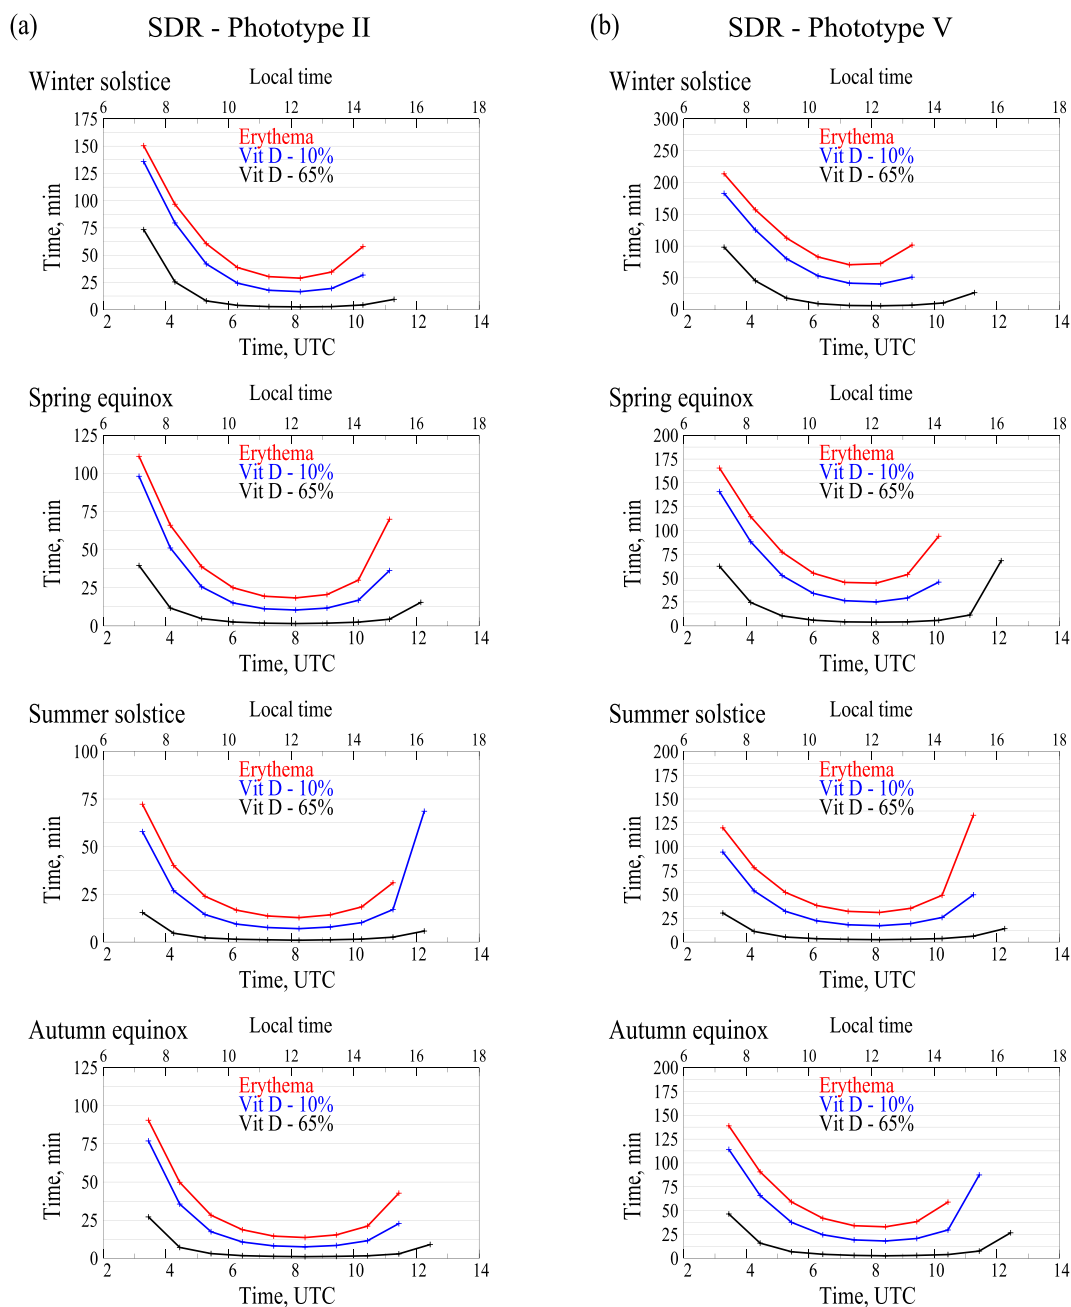 (a) SDR - Phototype II
Winter solstice
Local time
6 8 10 12 14 16 18
175
150
125
100
75
50
25
0
Time, min
Erythema
Vit D - 10%
Vit D - 65%
2 4 6 8 10 12 14
Time, UTC
Spring equinox
Local time
6 8 10 12 14 16 18
125
100
75
50
25
0
Time, min
Erythema
Vit D - 10%
Vit D - 65%
2 4 6 8 10 12 14
Time, UTC
Summer solstice
Local time
6 8 10 12 14 16 18
100
75
50
25
0
Time, min
Erythema
Vit D - 10%
Vit D - 65%
2 4 6 8 10 12 14
Time, UTC
Autumn equinox
Local time
6 8 10 12 14 16 18
125
100
75
50
25
0
Time, min
Erythema
Vit D - 10%
Vit D - 65%
2 4 6 8 10 12 14
Time, UTC
(b) SDR - Phototype V
Winter solstice
Local time
6 8 10 12 14 16 18
300
250
200
150
100
50
0
Time, min
Erythema
Vit D - 10%
Vit D - 65%
2 4 6 8 10 12 14
Time, UTC
Spring equinox
Local time
6 8 10 12 14 16 18
200
175
150
125
100
75
50
25
0
Time, min
Erythema
Vit D - 10%
Vit D - 65%
2 4 6 8 10 12 14
Time, UTC
Summer solstice
Local time
6 8 10 12 14 16 18
200
175
150
125
100
75
50
25
0
Time, min
Erythema
Vit D - 10%
Vit D - 65%
2 4 6 8 10 12 14
Time, UTC
Autumn equinox
Local time
6 8 10 12 14 16 18
200
175
150
125
100
75
50
25
0
Time, min
Erythema
Vit D - 10%
Vit D - 65%
2 4 6 8 10 12 14
Time, UTC